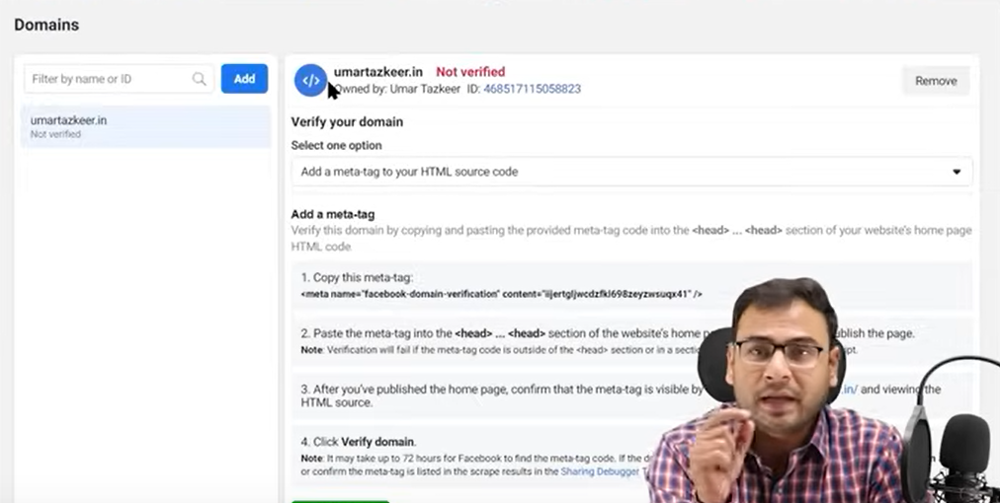 Domains
Filter by name or ID
Add
umartazkeer.in
Not verified
umartazkeer.in Not verified
Owned by: Umar Tazkeer ID: 468517115058823
Remove
Verify your domain
Select one option
Add a meta-tag to your HTML source code
Add a meta-tag
Verify this domain by copying and pasting the provided meta-tag code into the <head> ... <head> section of your website's home page
HTML code.
1. Copy this meta-tag:
<meta name="facebook-domain-verification" content="iijertgljwcdzfkl698zeyzwsuqx41" />
2. Paste the meta-tag into the <head> ... <head> section of the website's home publish the page.
Note: Verification will fail if the meta-tag code is outside of the <head> section or in a
3. After you've published the home page, confirm that the meta-tag is visible by .in/ and viewing the
HTML source.
4. Click Verify domain.
Note: It may take up to 72 hours for Facebook to find the meta-tag code. If the
or confirm the meta-tag is listed in the scrape results in the Sharing Debugger